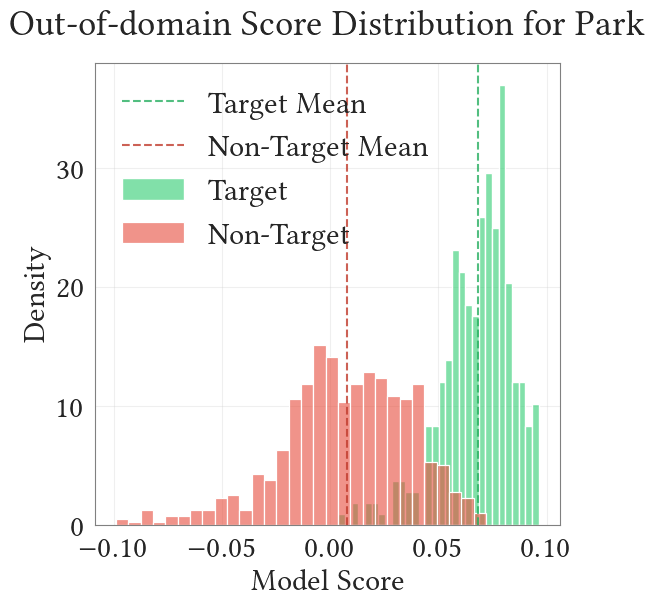 Out-of-domain Score Distribution for Park
Target Mean
Non-Target Mean
Target
Non-Target
Density
30
20
10
0
−0.10 −0.05 0.00 0.05 0.10
Model Score